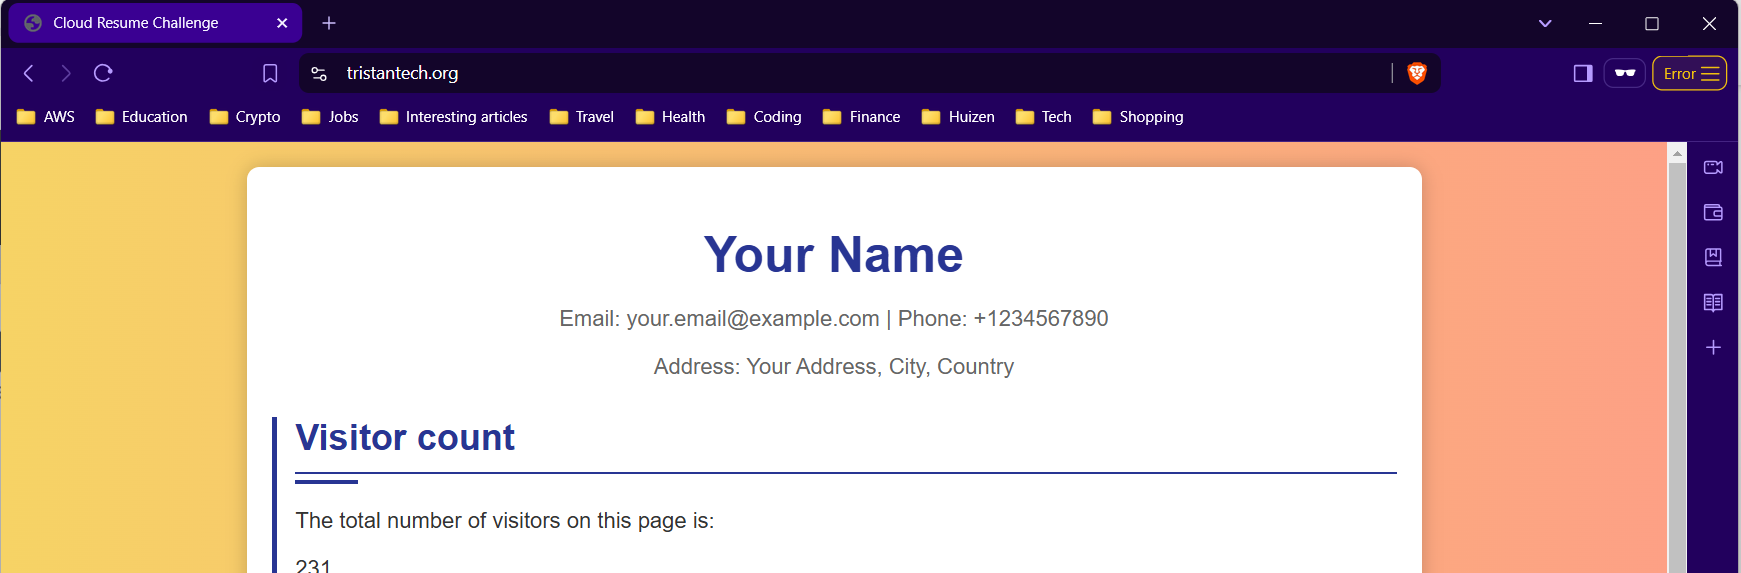 Cloud Resume Challenge
tristantech.org
Error
AWS Education Crypto Jobs Interesting articles Travel Health Coding Finance Huizen Tech Shopping
Your Name
Email: your.email@example.com | Phone: +1234567890
Address: Your Address, City, Country
Visitor count
The total number of visitors on this page is:
231